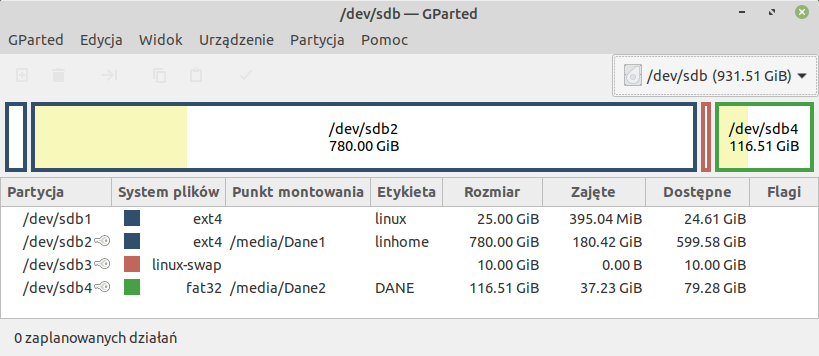 /dev/sdb — GParted
GParted Edycja Widok Urządzenie Partycja Pomoc
/dev/sdb (931.51 GiB)
/dev/sdb2
780.00 GiB
/dev/sdb4
116.51 GiB
Partycja System plików Punkt montowania Etykieta Rozmiar Zajęte Dostępne Flagi
/dev/sdb1 ext4 linux 25.00 GiB 395.04 MiB 24.61 GiB
/dev/sdb2 ext4 /media/Dane1 linhome 780.00 GiB 180.42 GiB 599.58 GiB
/dev/sdb3 linux-swap 10.00 GiB 0.00 B 10.00 GiB
/dev/sdb4 fat32 /media/Dane2 DANE 116.51 GiB 37.23 GiB 79.28 GiB
0 zaplanowanych działań